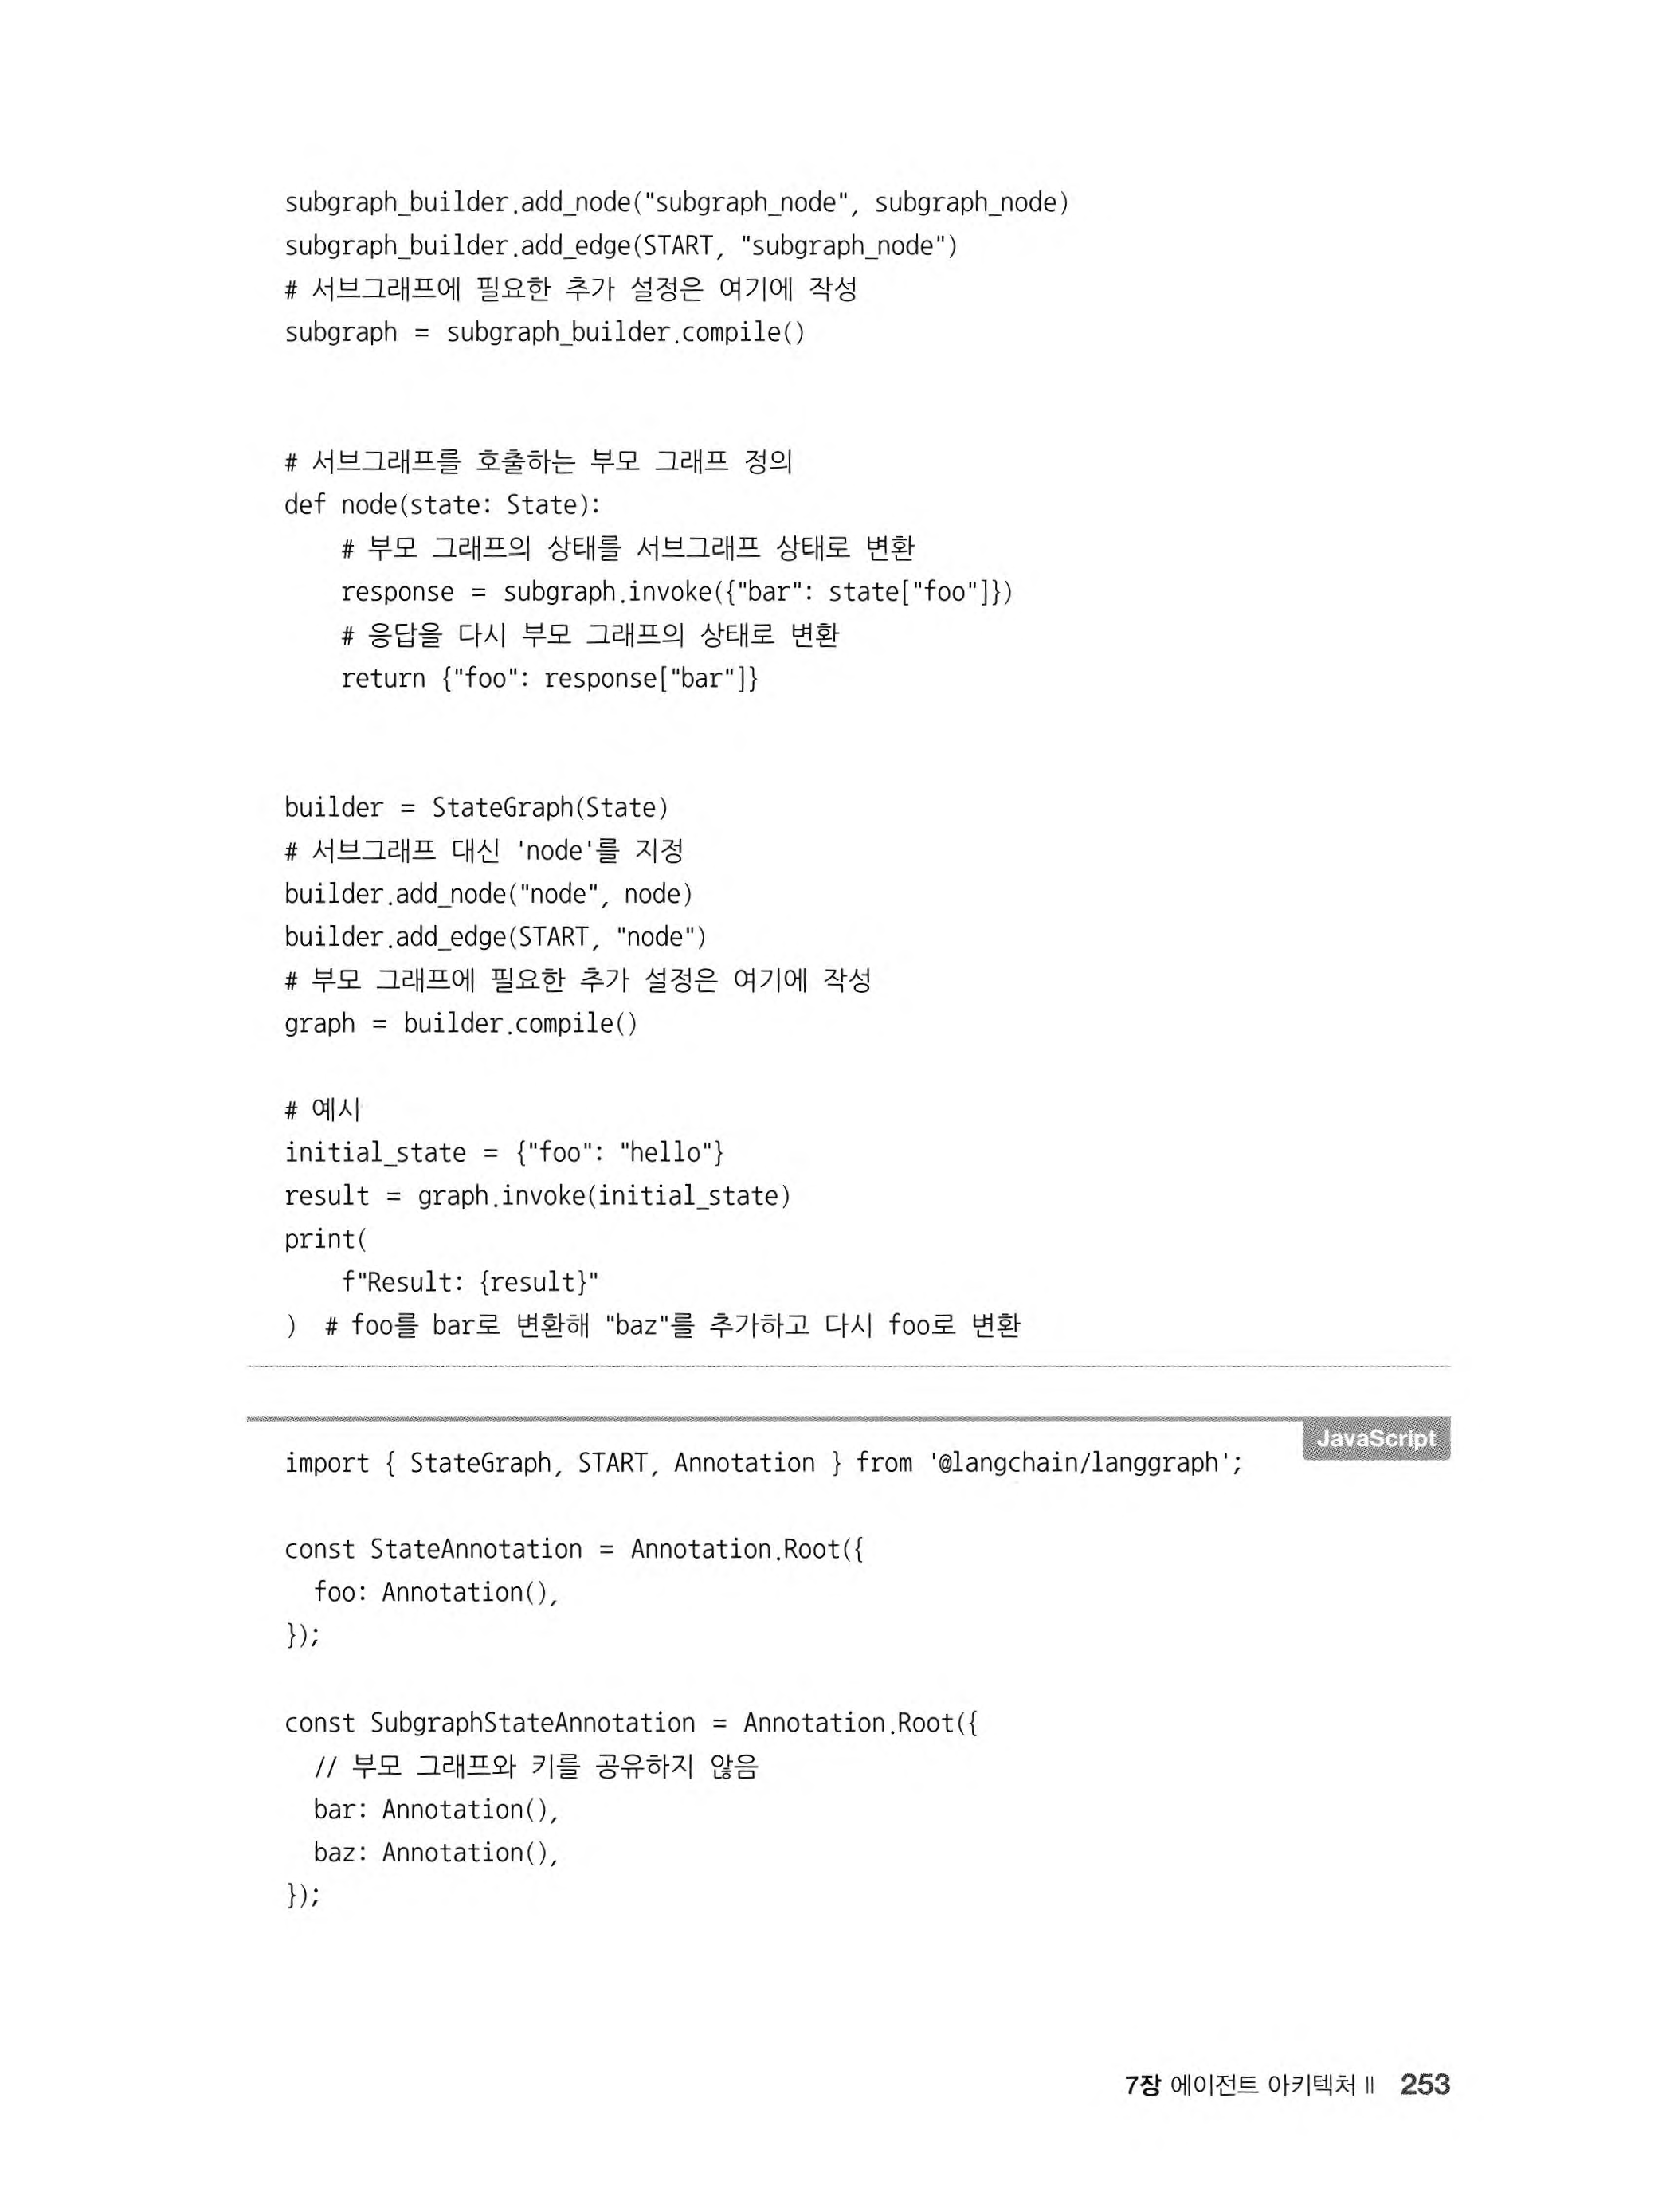 subgraph_builder.add_node("subgraph_node", subgraph_node)
subgraph_builder.add_edge(START, "subgraph_node")
# 서브그래프에 필요한 추가 설정은 여기에 작성
subgraph = subgraph_builder.compile()
# 서브그래프를 호출하는 부모 그래프 정의
def node(state: State):
    # 부모 그래프의 상태를 서브그래프 상태로 변환
    response = subgraph.invoke({"bar": state["foo"]})
    # 응답을 다시 부모 그래프의 상태로 변환
    return {"foo": response["bar"]}
builder = StateGraph(State)
# 서브그래프 대신 'node'를 지정
builder.add_node("node", node)
builder.add_edge(START, "node")
# 부모 그래프에 필요한 추가 설정은 여기에 작성
graph = builder.compile()
# 예시
initial_state = {"foo": "hello"}
result = graph.invoke(initial_state)
print(
    f"Result: {result}"
)  # foo를 bar로 변환해 "baz"를 추가하고 다시 foo로 변환
JavaScript
import { StateGraph, START, Annotation } from '@langchain/langgraph';
const StateAnnotation = Annotation.Root({
  foo: Annotation(),
});
const SubgraphStateAnnotation = Annotation.Root({
  // 부모 그래프와 키를 공유하지 않음
  bar: Annotation(),
  baz: Annotation(),
});
7장 에이전트 아키텍처 II 253